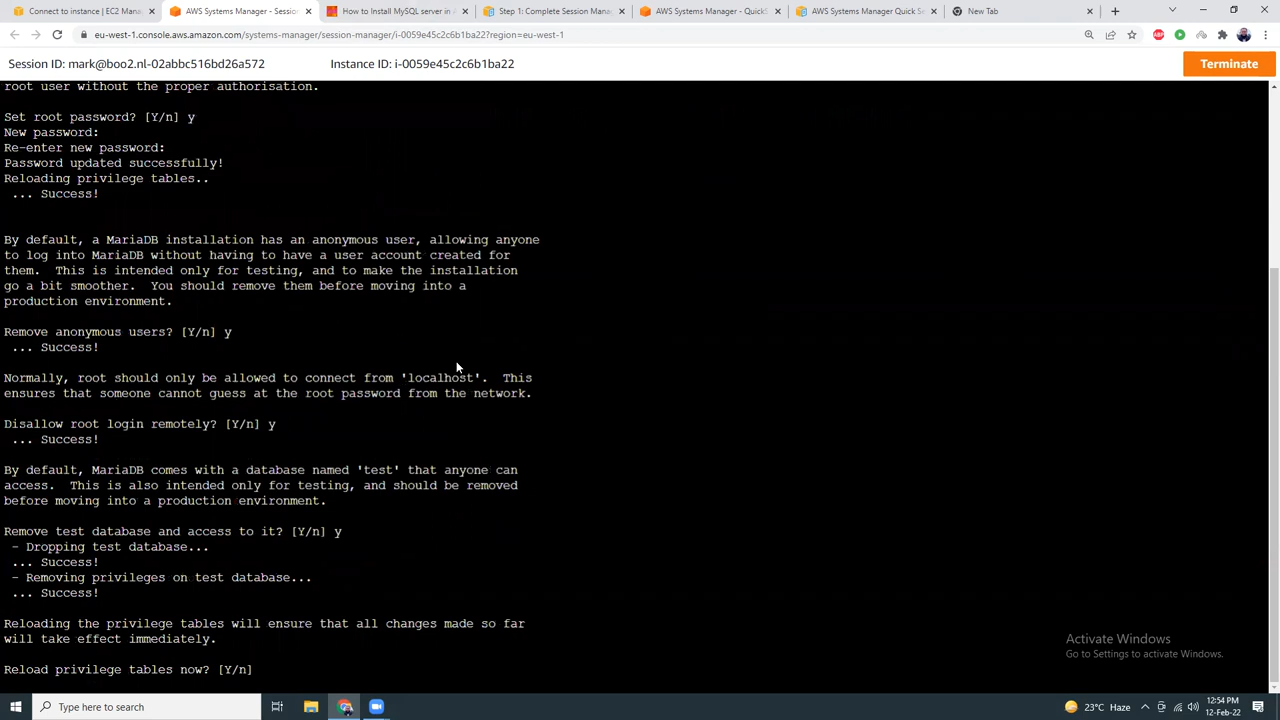 Connect to instance | EC2 Mana
AWS Systems Manager - Session
How to Install MySQL server in A
Step 1: Complete Session Mana
AWS Systems Manager - QuickS
AWS Systems Manager Quick Se
New Tab
eu-west-1.console.aws.amazon.com/systems-manager/session-manager/i-0059e45c2c6b1ba22?region=eu-west-1
ABP
Session ID: mark@boo2.nl-02abbc516bd26a572
Instance ID: i-0059e45c2c6b1ba22
Terminate
root user without the proper authorisation.
Set root password? [Y/n] y
New password:
Re-enter new password:
Password updated successfully!
Reloading privilege tables..
... Success!
By default, a MariaDB installation has an anonymous user, allowing anyone
to log into MariaDB without having to have a user account created for
them.  This is intended only for testing, and to make the installation
go a bit smoother.  You should remove them before moving into a
production environment.
Remove anonymous users? [Y/n] y
... Success!
Normally, root should only be allowed to connect from 'localhost'.  This
ensures that someone cannot guess at the root password from the network.
Disallow root login remotely? [Y/n] y
... Success!
By default, MariaDB comes with a database named 'test' that anyone can
access.  This is also intended only for testing, and should be removed
before moving into a production environment.
Remove test database and access to it? [Y/n] y
- Dropping test database...
... Success!
- Removing privileges on test database...
... Success!
Reloading the privilege tables will ensure that all changes made so far
will take effect immediately.
Reload privilege tables now? [Y/n]
Activate Windows
Go to Settings to activate Windows.
Type here to search
23°C Haze
12:54 PM
12-Feb-22